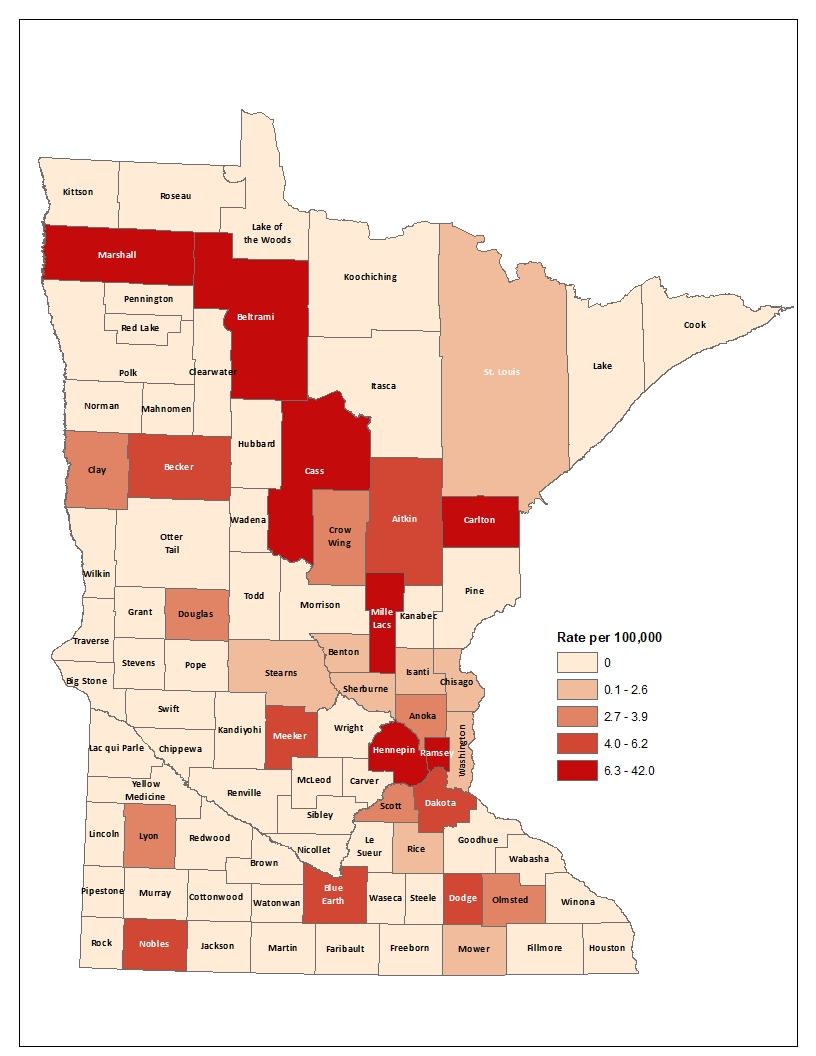 Kittson
Roseau
Lake of
the Woods
Marshall
Koochiching
Pennington
Beltrami
Red Lake
Cook
Lake
St. Louis
Polk
Clearwater
Itasca
Norman
Mahnomen
Hubbard
Clay
Becker
Cass
Wadena
Crow
Wing
Aitkin
Carlton
Otter
Tail
Wilkin
Todd
Morrison
Pine
Grant
Douglas
Mille
Lacs
Kanabec
Rate per 100,000
0
0.1 - 2.6
2.7 - 3.9
4.0 - 6.2
6.3 - 42.0
Traverse
Stevens
Pope
Benton
Big Stone
Stearns
Isanti
Chisago
Sherburne
Swift
Kandiyohi
Meeker
Wright
Anoka
Lac qui Parle
Chippewa
Hennepin
Ramsey
Washington
Yellow
Medicine
Renville
McLeod
Carver
Sibley
Scott
Dakota
Lincoln
Lyon
Redwood
Nicollet
Le
Sueur
Rice
Goodhue
Wabasha
Brown
Pipestone
Murray
Cottonwood
Watonwan
Blue
Earth
Waseca
Steele
Dodge
Olmsted
Winona
Rock
Nobles
Jackson
Martin
Faribault
Freeborn
Mower
Fillmore
Houston